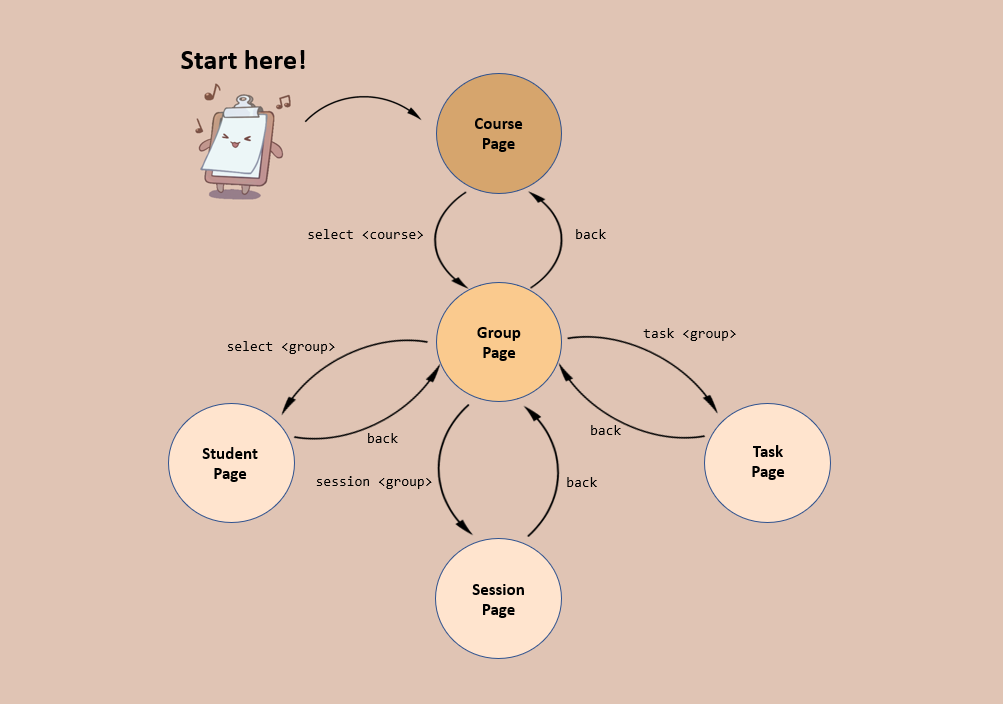 Start here!
Course
Page
select <course>
back
Group
Page
select <group>
task <group>
back
back
Student
Page
session <group>
back
Task
Page
Session
Page